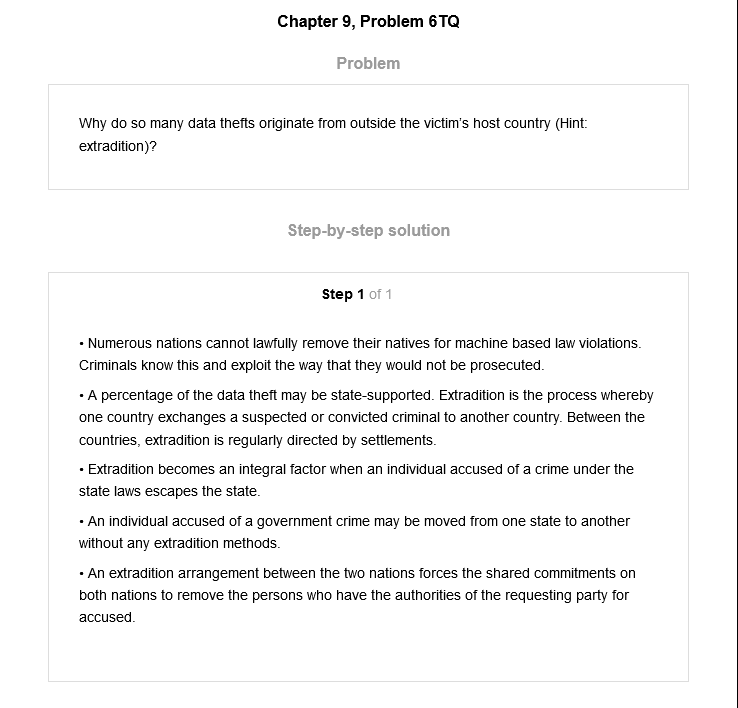 Chapter 9, Problem 6TQ
Problem
Why do so many data thefts originate from outside the victim's host country (Hint:
extradition)?
Step-by-step solution
Step 1 of 1
• Numerous nations cannot lawfully remove their natives for machine based law violations.
Criminals know this and exploit the way that they would not be prosecuted.
• A percentage of the data theft may be state-supported. Extradition is the process whereby
one country exchanges a suspected or convicted criminal to another country. Between the
countries, extradition is regularly directed by settlements.
• Extradition becomes an integral factor when an individual accused of a crime under the
state laws escapes the state.
• An individual accused of a government crime may be moved from one state to another
without any extradition methods.
• An extradition arrangement between the two nations forces the shared commitments on
both nations to remove the persons who have the authorities of the requesting party for
accused.